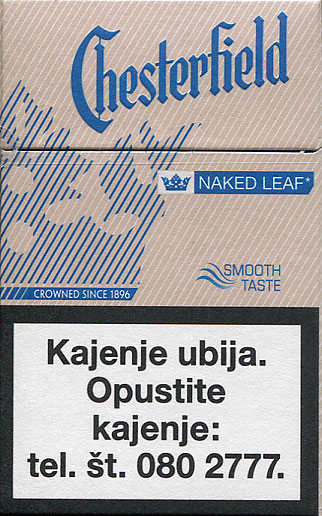 Chesterfield
NAKED LEAF*
SMOOTH
TASTE
CROWNED SINCE 1896
Kajenje ubija.
Opustite
kajenje:
tel. št. 080 2777.